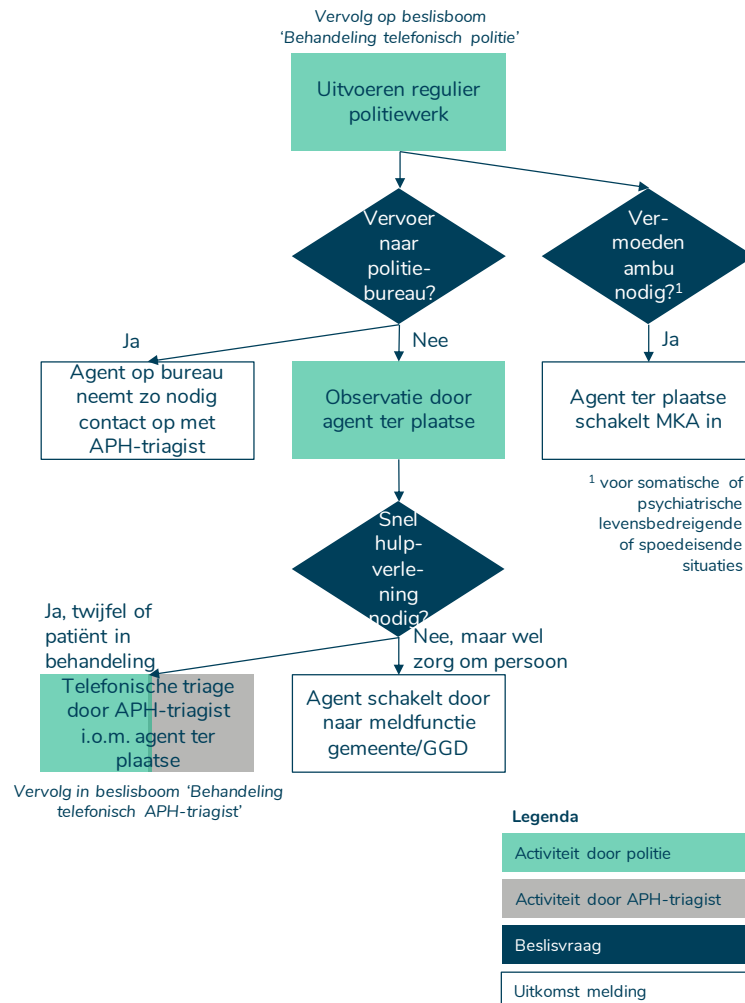 Vervolg op beslisboom
‘Behandeling telefonisch politie’
Uitvoeren regulier
politiewerk
Vervoer
naar
politie-
bureau?
Ver-
moeden
ambu
nodig?¹
Ja
Nee
Ja
Agent op bureau
neemt zo nodig
contact op met
APH-triagist
Observatie door
agent ter plaatse
Agent ter plaatse
schakelt MKA in
¹ voor somatische of
psychiatrische
levensbedreigende
of spoedeisende
situaties
Snel
hulp-
verle-
ning
nodig?
Ja, twijfel of
patiënt in
behandeling
Nee, maar wel
zorg om persoon
Telefonische triage
door APH-triagist
i.o.m. agent ter
plaatse
Agent schakelt door
naar meldfunctie
gemeente/GGD
Vervolg in beslisboom ‘Behandeling
telefonisch APH-triagist’
Legenda
Activiteit door politie
Activiteit door APH-triagist
Beslisvraag
Uitkomst melding